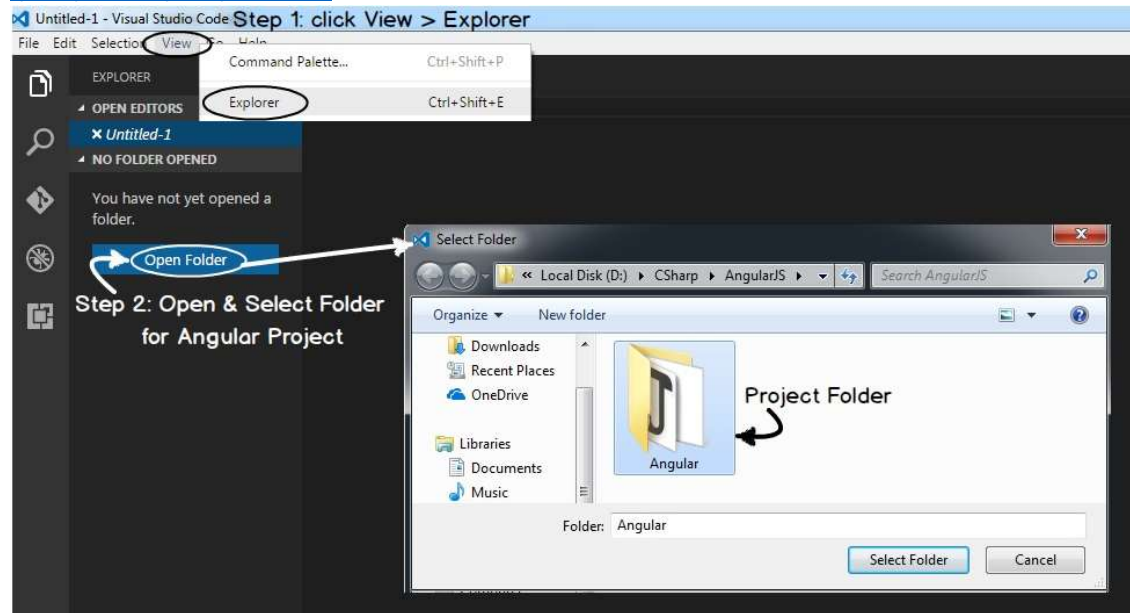 Untitled-1 - Visual Studio Code
Step 1: click View > Explorer
File Edit Selection View Go Help
Command Palette... Ctrl+Shift+P
Explorer Ctrl+Shift+E
EXPLORER
OPEN EDITORS
Untitled-1
NO FOLDER OPENED
You have not yet opened a
folder.
Open Folder
Step 2: Open & Select Folder
for Angular Project
Select Folder
« Local Disk (D:) CSharp AngularJS
Search AngularJS
Organize New folder
Downloads
Recent Places
OneDrive
Libraries
Documents
Music
Angular
Project Folder
Folder: Angular
Select Folder Cancel